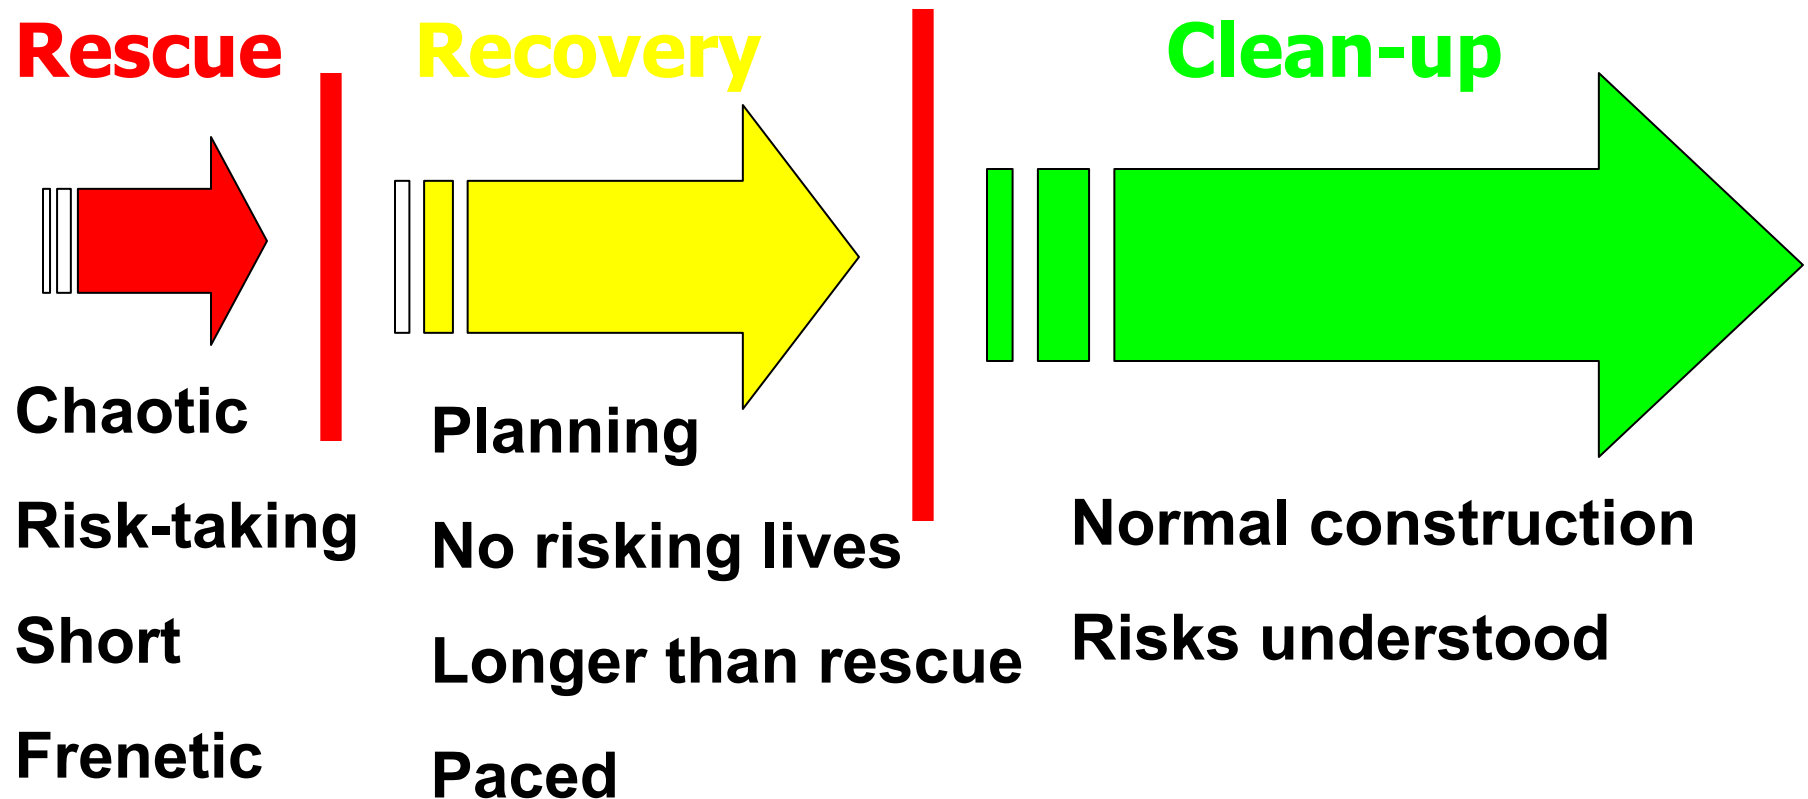 Rescue
Recovery
Clean-up
Chaotic
Risk-taking
Short
Frenetic
Planning
No risking lives
Longer than rescue
Paced
Normal construction
Risks understood